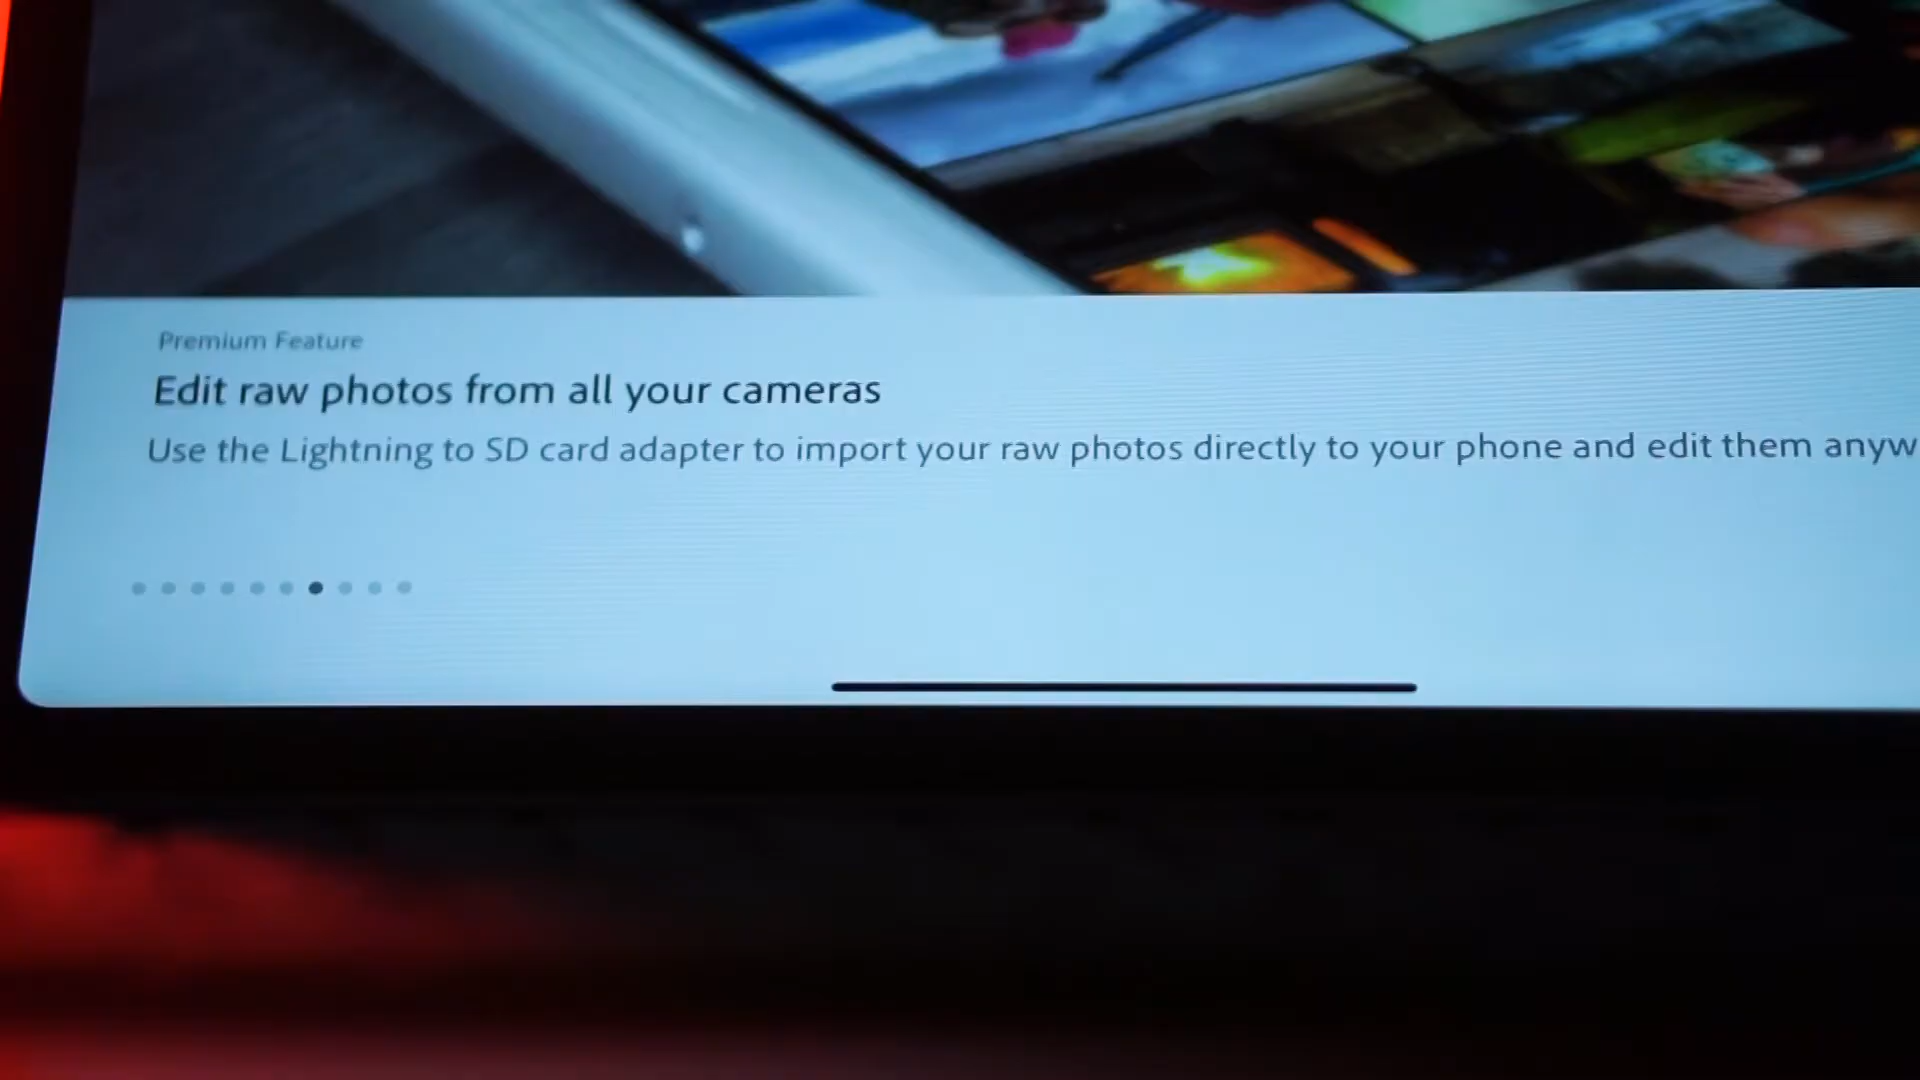 Premium Feature
Edit raw photos from all your cameras
Use the Lightning to SD card adapter to import your raw photos directly to your phone and edit them anyw